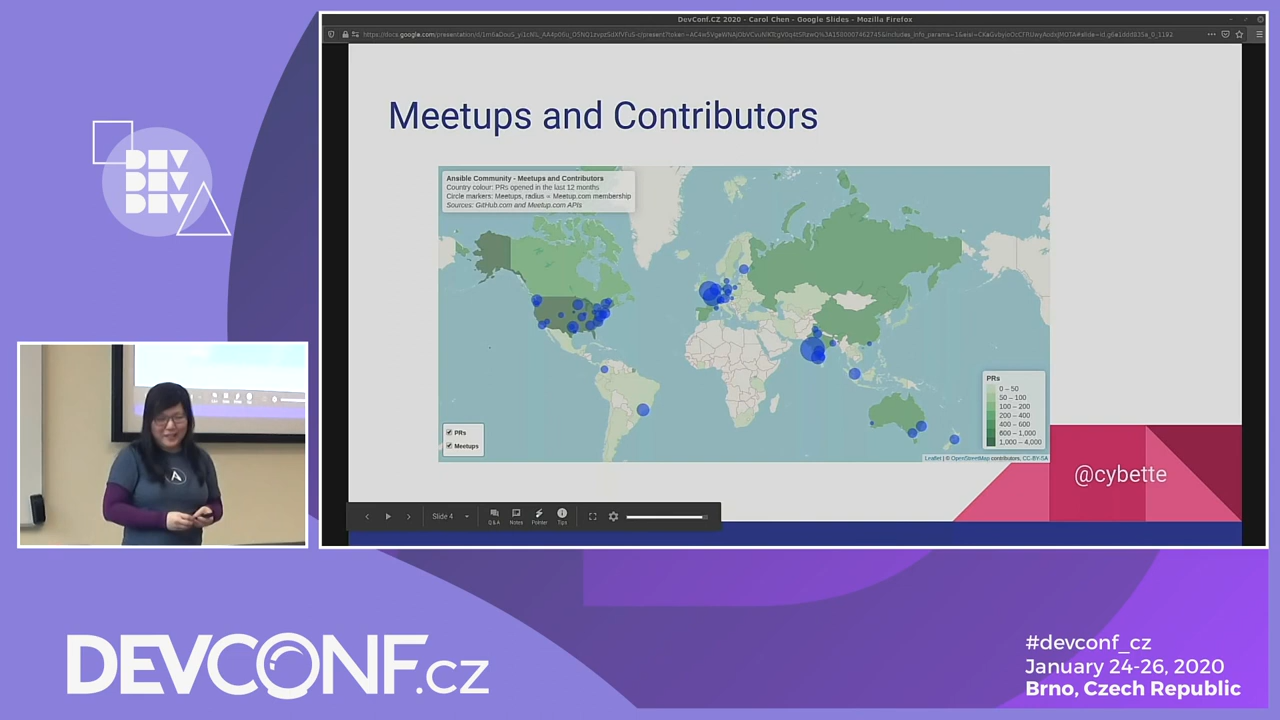 DevConf.CZ 2020 - Carol Chen - Google Slides - Mozilla Firefox
Meetups and Contributors
Ansible Community - Meetups and Contributors
Country colour: PRs opened in the last 12 months
Circle markers: Meetups, radius = Meetup.com membership
Sources: GitHub.com and Meetup.com APIs
DEV
DEV
DEV
PRs
0 – 50
50 – 100
100 – 200
200 – 400
400 – 600
600 – 1,000
1,000 – 4,000
PRs
Meetups
Leaflet | © OpenStreetMap contributors, CC-BY-SA
@cybette
Slide 4
Q&A
Notes
Pointer
Tips
DEVCONF.cz
#devconf_cz
January 24-26, 2020
Brno, Czech Republic